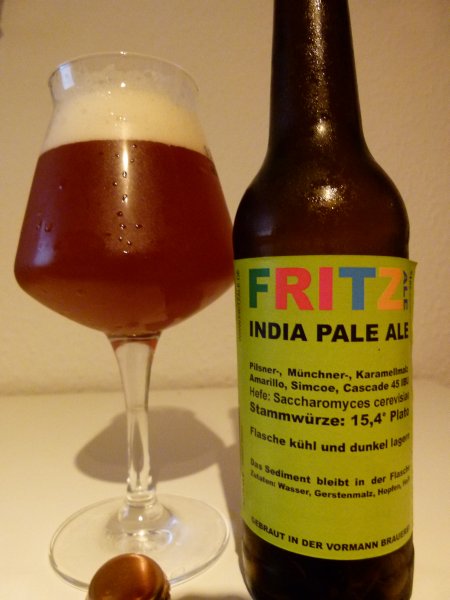 FRITZ ALE
INDIA PALE ALE
Pilsner-, Münchner-, Karamellmalz
Amarillo, Simcoe, Cascade 45 IBU
Hefe: Saccharomyces cerevisiae
Stammwürze: 15,4° Plato
Flasche kühl und dunkel lagern
Das Sediment bleibt in der Flasche
Zutaten: Wasser, Gerstenmalz, Hopfen, Hefe
GEBRAUT IN DER VORMANN BRAUEREI